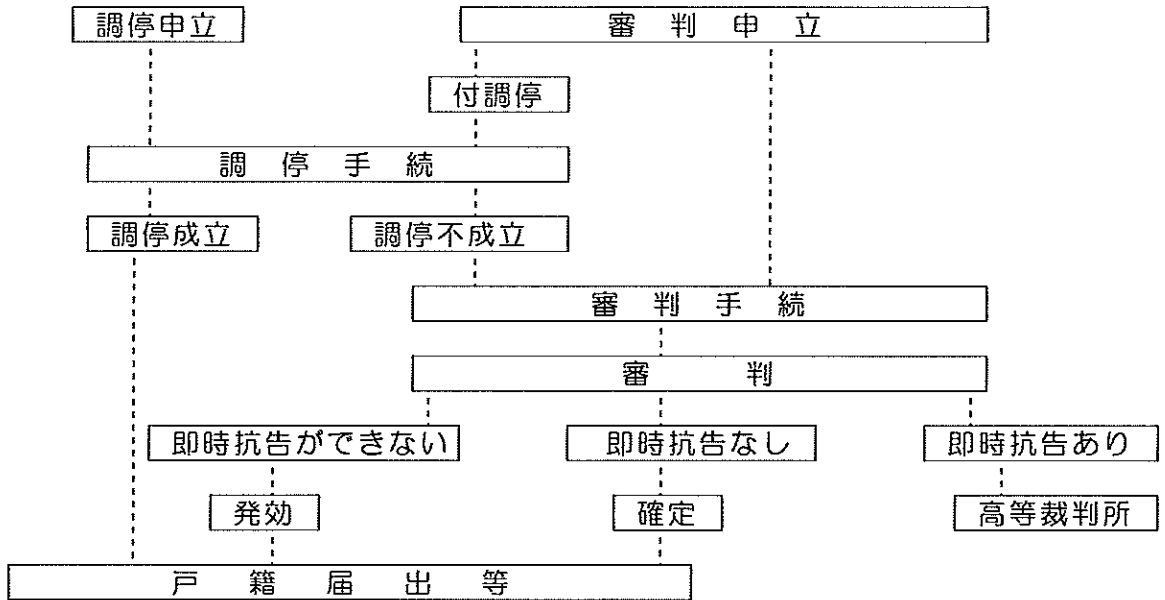 調停申立
審判申立
付調停
調停手続
調停成立
調停不成立
審判手続
審判
即時抗告ができない
即時抗告なし
即時抗告あり
発効
確定
高等裁判所
戸籍届出等